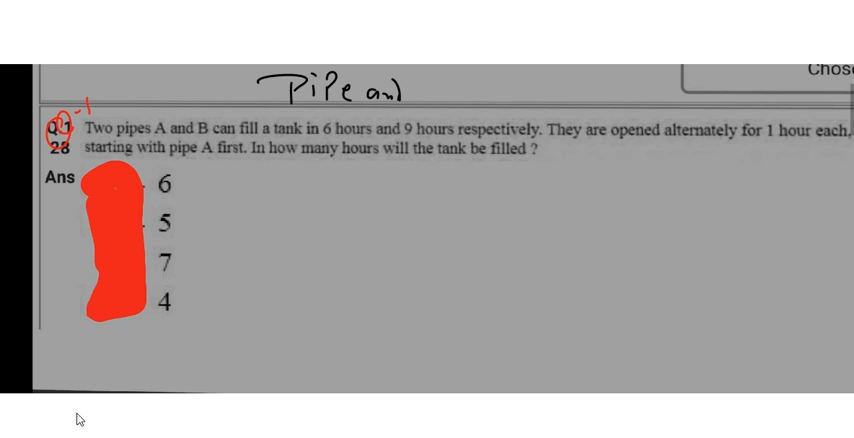 Chose
Pipe and
Q-1
Two pipes A and B can fill a tank in 6 hours and 9 hours respectively. They are opened alternately for 1 hour each,
28 starting with pipe A first. In how many hours will the tank be filled ?
Ans
6
5
7
4